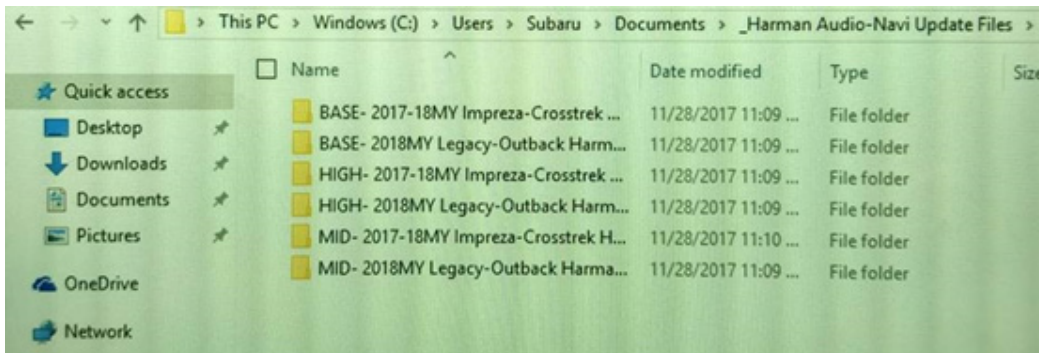 This PC > Windows (C:) > Users > Subaru > Documents > _Harman Audio-Navi Update Files >
Name Date modified Type Size
Quick access
Desktop
Downloads
Documents
Pictures
OneDrive
Network
BASE- 2017-18MY Impreza-Crosstrek ... 11/28/2017 11:09 ... File folder
BASE- 2018MY Legacy-Outback Harm... 11/28/2017 11:09 ... File folder
HIGH- 2017-18MY Impreza-Crosstrek ... 11/28/2017 11:09 ... File folder
HIGH- 2018MY Legacy-Outback Harm... 11/28/2017 11:09 ... File folder
MID- 2017-18MY Impreza-Crosstrek H... 11/28/2017 11:10 ... File folder
MID- 2018MY Legacy-Outback Harma... 11/28/2017 11:09 ... File folder